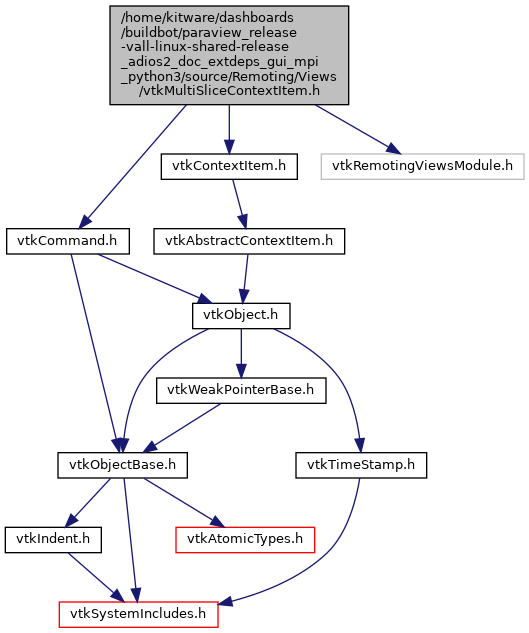 /home/kitware/dashboards
/buildbot/paraview_release
-vall-linux-shared-release
_adios2_doc_extdeps_gui_mpi
_python3/source/Remoting/Views
/vtkMultiSliceContextItem.h
vtkContextItem.h
vtkRemotingViewsModule.h
vtkCommand.h
vtkAbstractContextItem.h
vtkObject.h
vtkWeakPointerBase.h
vtkObjectBase.h
vtkTimeStamp.h
vtkIndent.h
vtkAtomicTypes.h
vtkSystemIncludes.h